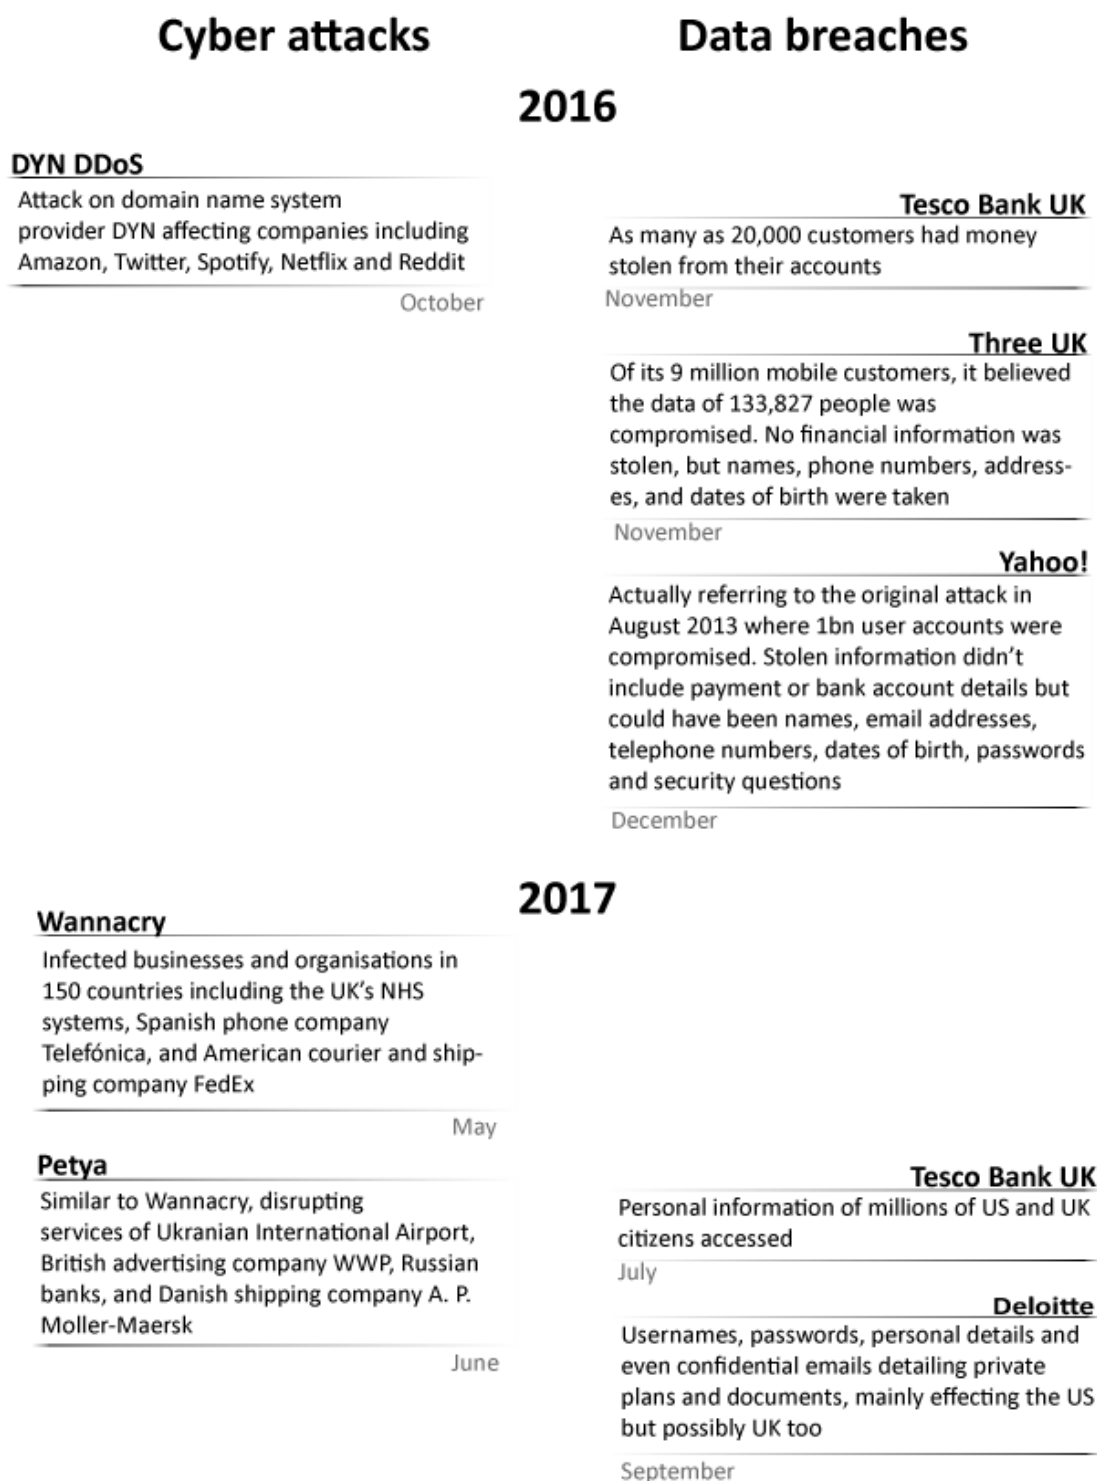 Cyber attacks
Data breaches
2016
DYN DDoS
Attack on domain name system
provider DYN affecting companies including
Amazon, Twitter, Spotify, Netflix and Reddit
October
Tesco Bank UK
As many as 20,000 customers had money
stolen from their accounts
November
Three UK
Of its 9 million mobile customers, it believed
the data of 133,827 people was
compromised. No financial information was
stolen, but names, phone numbers, address-
es, and dates of birth were taken
November
Yahoo!
Actually referring to the original attack in
August 2013 where 1bn user accounts were
compromised. Stolen information didn't
include payment or bank account details but
could have been names, email addresses,
telephone numbers, dates of birth, passwords
and security questions
December
2017
Wannacry
Infected businesses and organisations in
150 countries including the UK's NHS
systems, Spanish phone company
Telefónica, and American courier and ship-
ping company FedEx
May
Petya
Similar to Wannacry, disrupting
services of Ukranian International Airport,
British advertising company WWP, Russian
banks, and Danish shipping company A. P.
Moller-Maersk
June
Tesco Bank UK
Personal information of millions of US and UK
citizens accessed
July
Deloitte
Usernames, passwords, personal details and
even confidential emails detailing private
plans and documents, mainly effecting the US
but possibly UK too
September